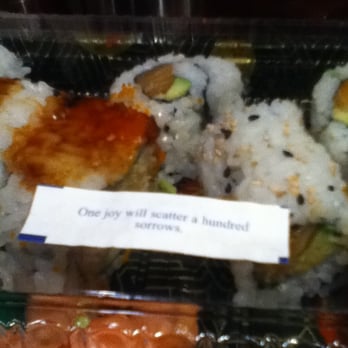 One joy will scatter a hundred
sorrows.